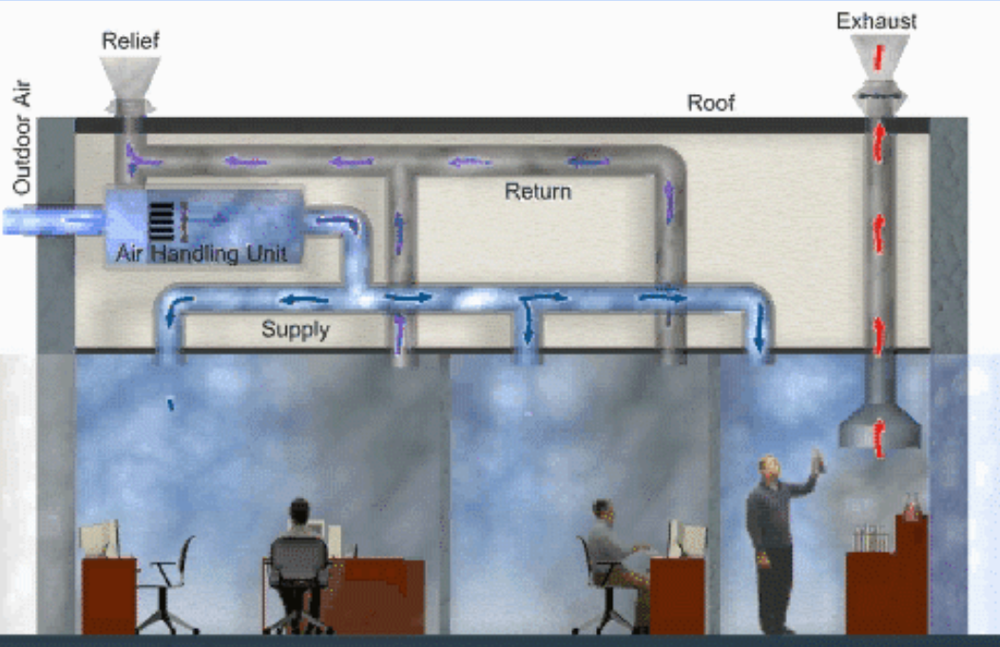 Relief
Exhaust
Outdoor Air
Roof
Return
Air Handling Unit
Supply